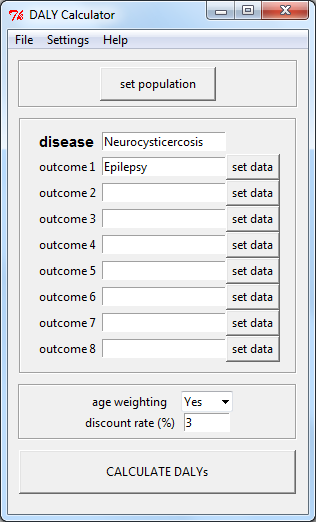 DALY Calculator
File Settings Help
set population
disease Neurocysticercosis
outcome 1 Epilepsy set data
outcome 2 set data
outcome 3 set data
outcome 4 set data
outcome 5 set data
outcome 6 set data
outcome 7 set data
outcome 8 set data
age weighting Yes
discount rate (%) 3
CALCULATE DALYs